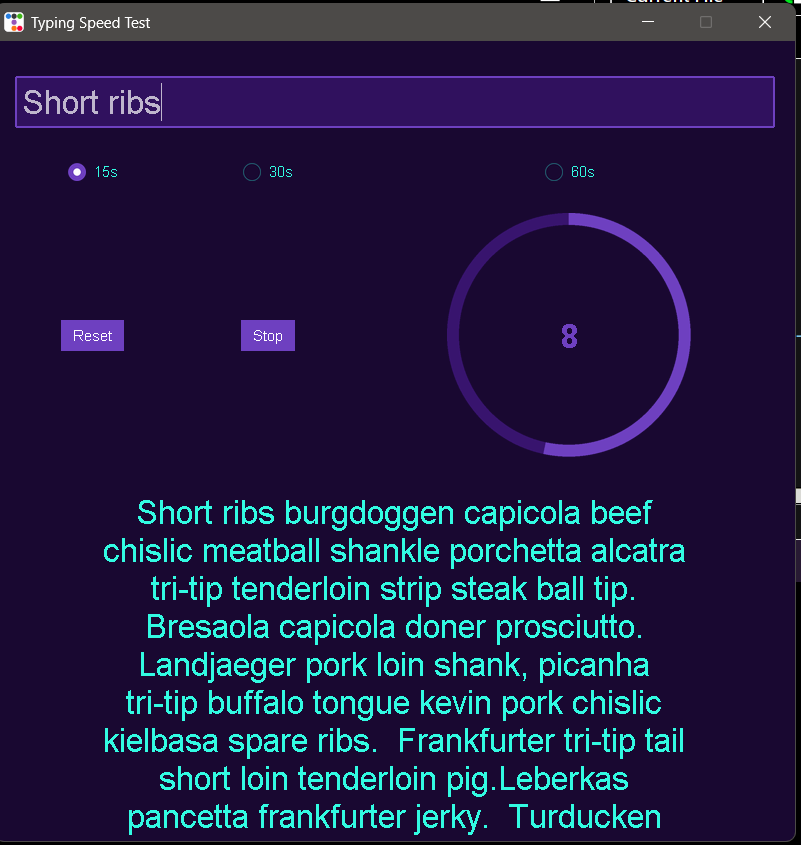 Current File
Typing Speed Test
Short ribs
15s
30s
60s
Reset
Stop
8
Short ribs burgdoggen capicola beef
chislic meatball shankle porchetta alcatra
tri-tip tenderloin strip steak ball tip.
Bresaola capicola doner prosciutto.
Landjaeger pork loin shank, picanha
tri-tip buffalo tongue kevin pork chislic
kielbasa spare ribs.  Frankfurter tri-tip tail
short loin tenderloin pig.Leberkas
pancetta frankfurter jerky.  Turducken